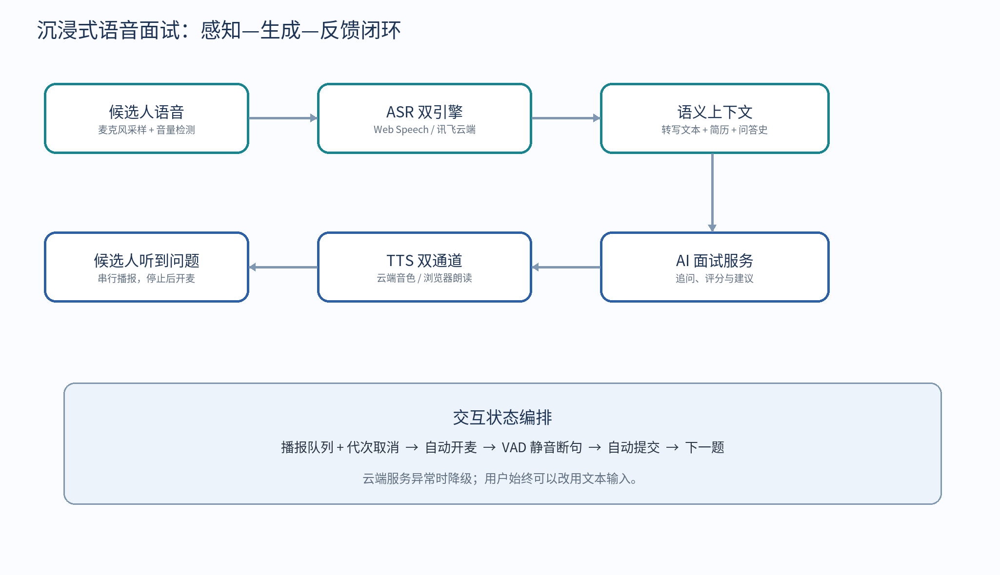 沉浸式语音面试：感知—生成—反馈闭环
候选人语音
麦克风采样 + 音量检测
ASR 双引擎
Web Speech / 讯飞云端
语义上下文
转写文本 + 简历 + 问答史
候选人听到问题
串行播报，停止后开麦
TTS 双通道
云端音色 / 浏览器朗读
AI 面试服务
追问、评分与建议
交互状态编排
播报队列 + 代次取消 → 自动开麦 → VAD 静音断句 → 自动提交 → 下一题
云端服务异常时降级；用户始终可以改用文本输入。